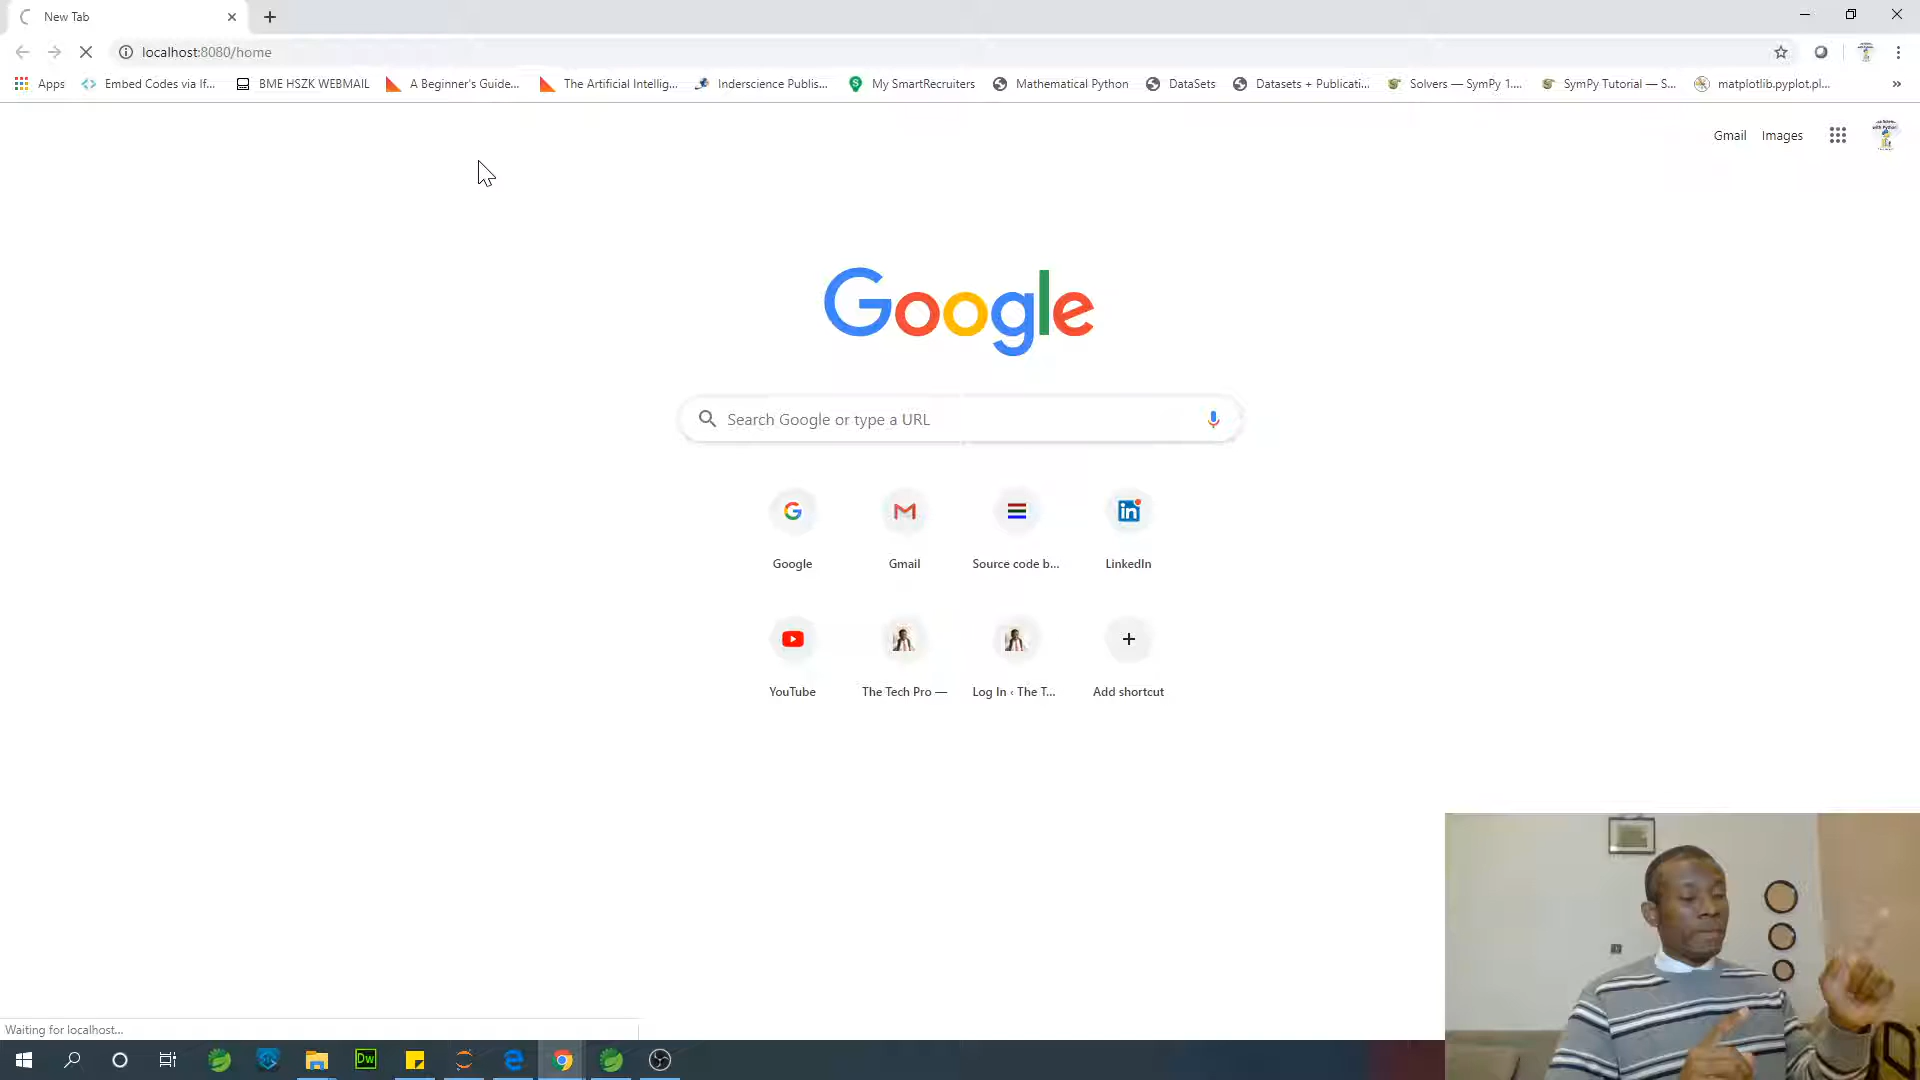 New Tab
localhost:8080/home
Apps
Embed Codes via If...
BME HSZK WEBMAIL
A Beginner's Guide...
The Artificial Intellig...
Inderscience Publis...
My SmartRecruiters
Mathematical Python
DataSets
Datasets + Publicati...
Solvers — SymPy 1....
SymPy Tutorial — S...
matplotlib.pyplot.pl...
»
Gmail Images
Google
Search Google or type a URL
Google
Gmail
Source code b...
LinkedIn
YouTube
The Tech Pro —
Log In ‹ The T...
Add shortcut
Waiting for localhost...
Dw